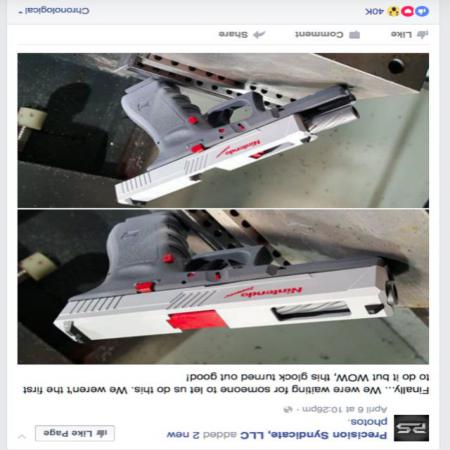 PS
Precision Syndicate, LLC added 2 new
photos.
April 6 at 10:26pm
Like Page
Finally... We were waiting for someone to let us do this. We weren't the first
to do it but WOW, this glock turned out good!
Nintendo
Nintendo
Like
Comment
Share
40K
Chronological